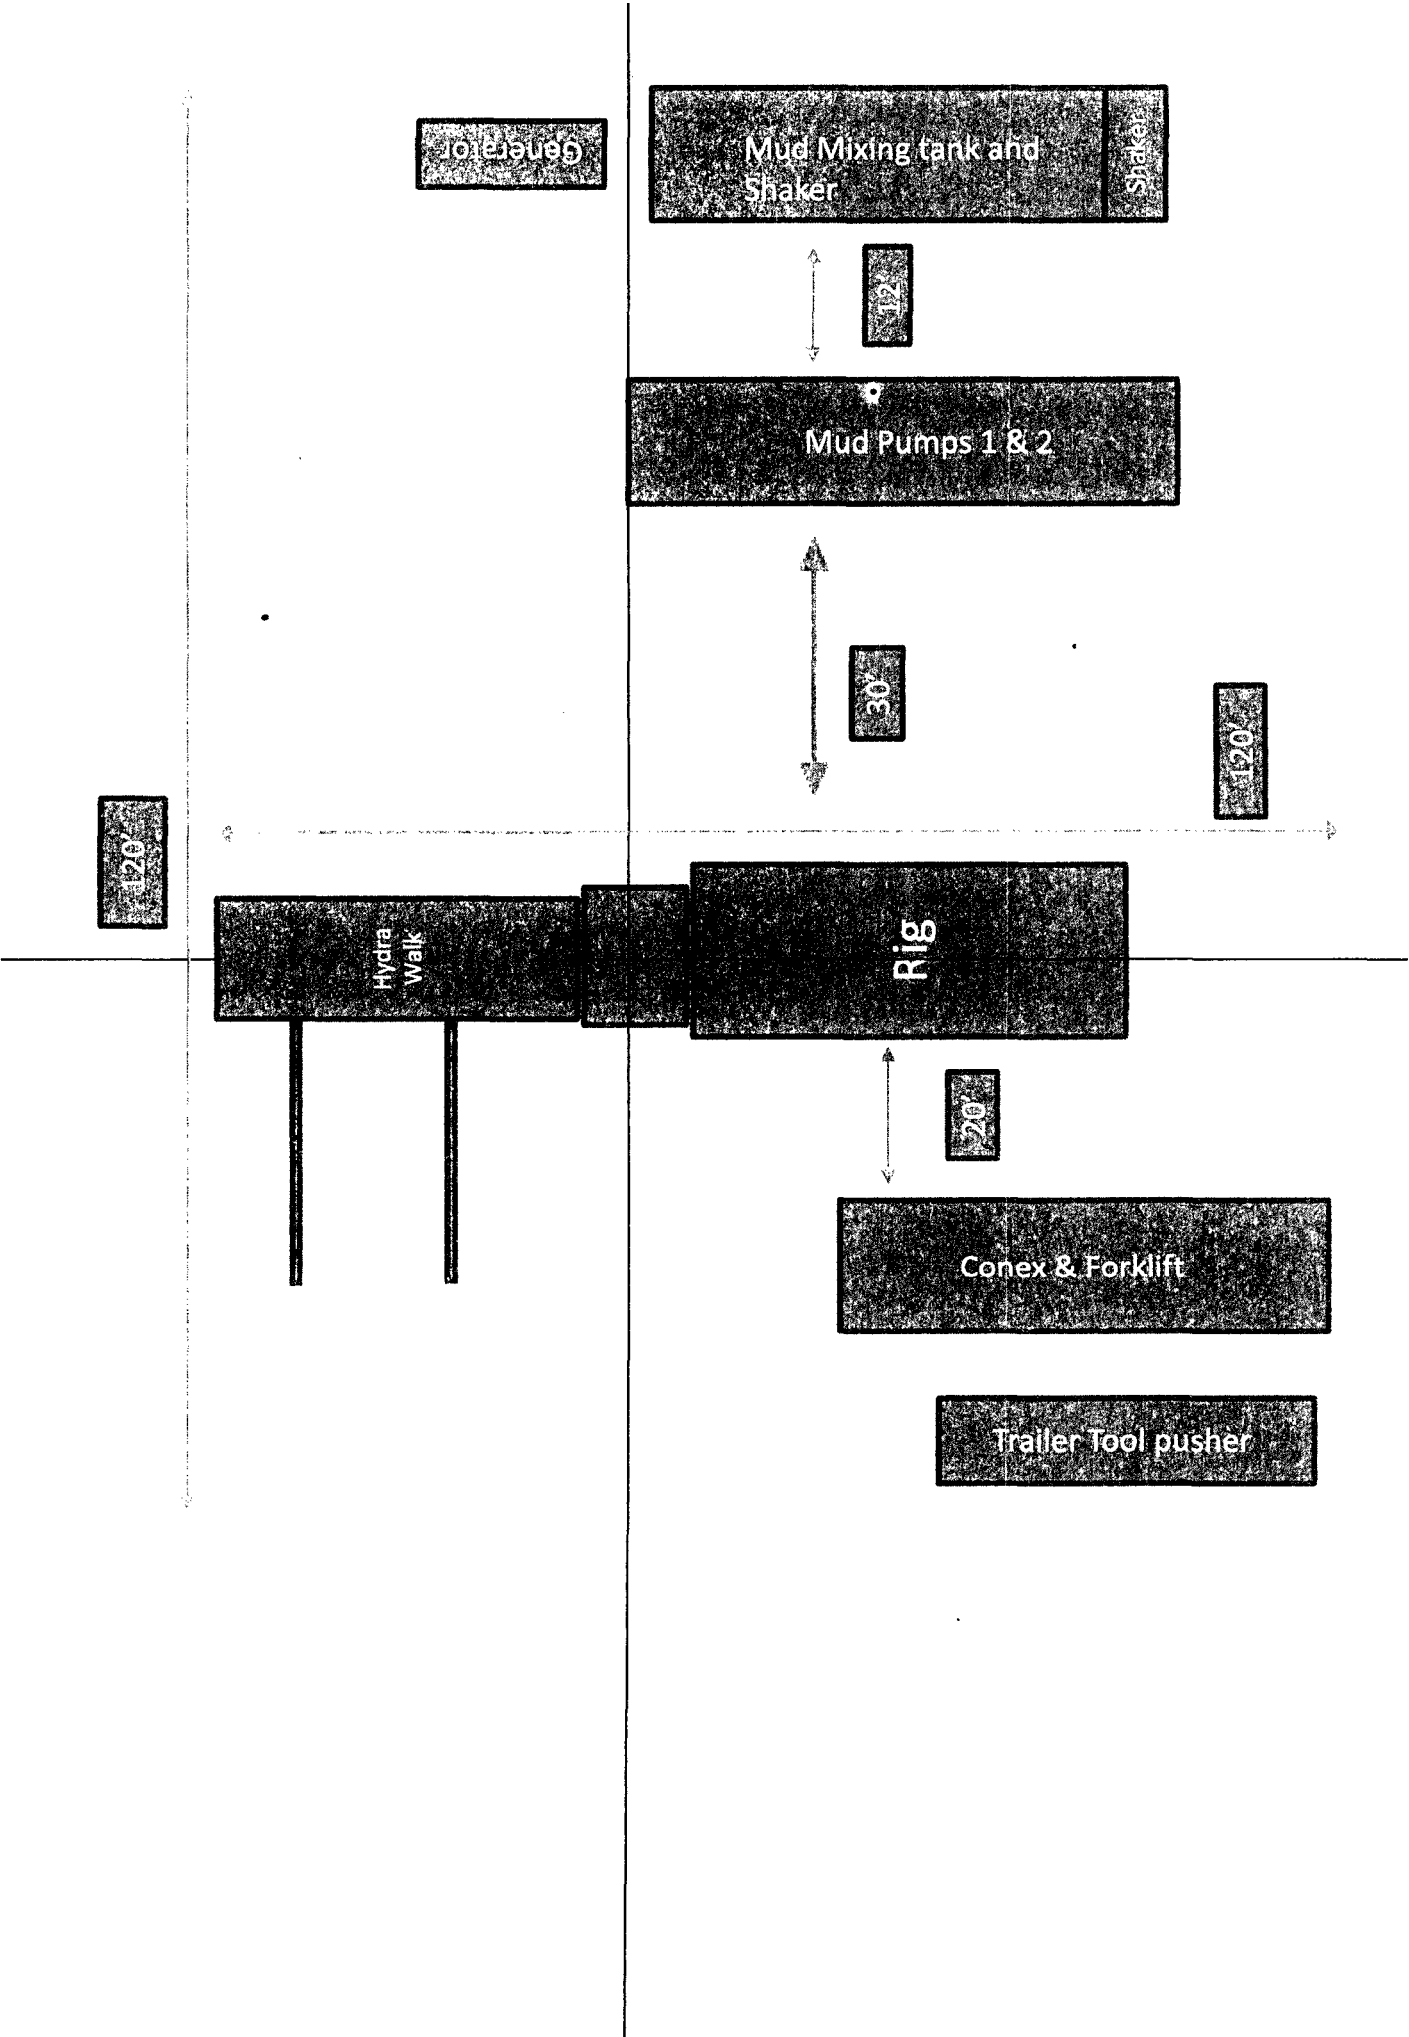 Generator
Mud Mixing tank and
Shaker
Shaker
12'
Mud Pumps 1 & 2
30'
120'
120'
Hydra
Walk
Rig
20'
Conex & Forklift
Trailer Tool pusher